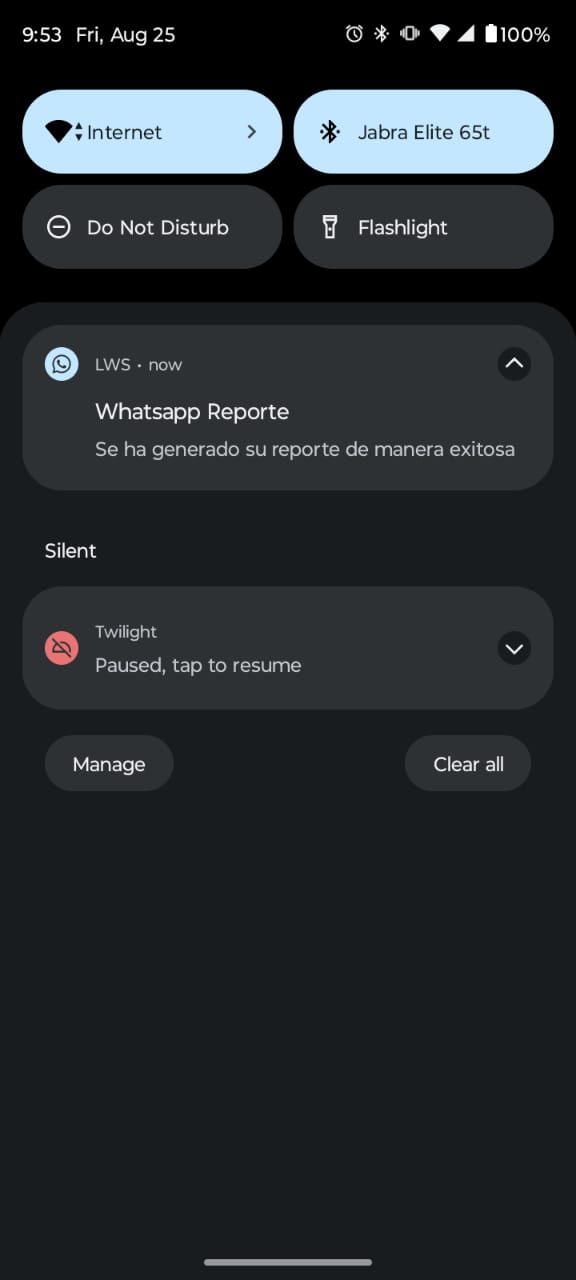 9:53 Fri, Aug 25 100%
Internet
Jabra Elite 65t
Do Not Disturb
Flashlight
LWS • now
Whatsapp Reporte
Se ha generado su reporte de manera exitosa
Silent
Twilight
Paused, tap to resume
Manage
Clear all